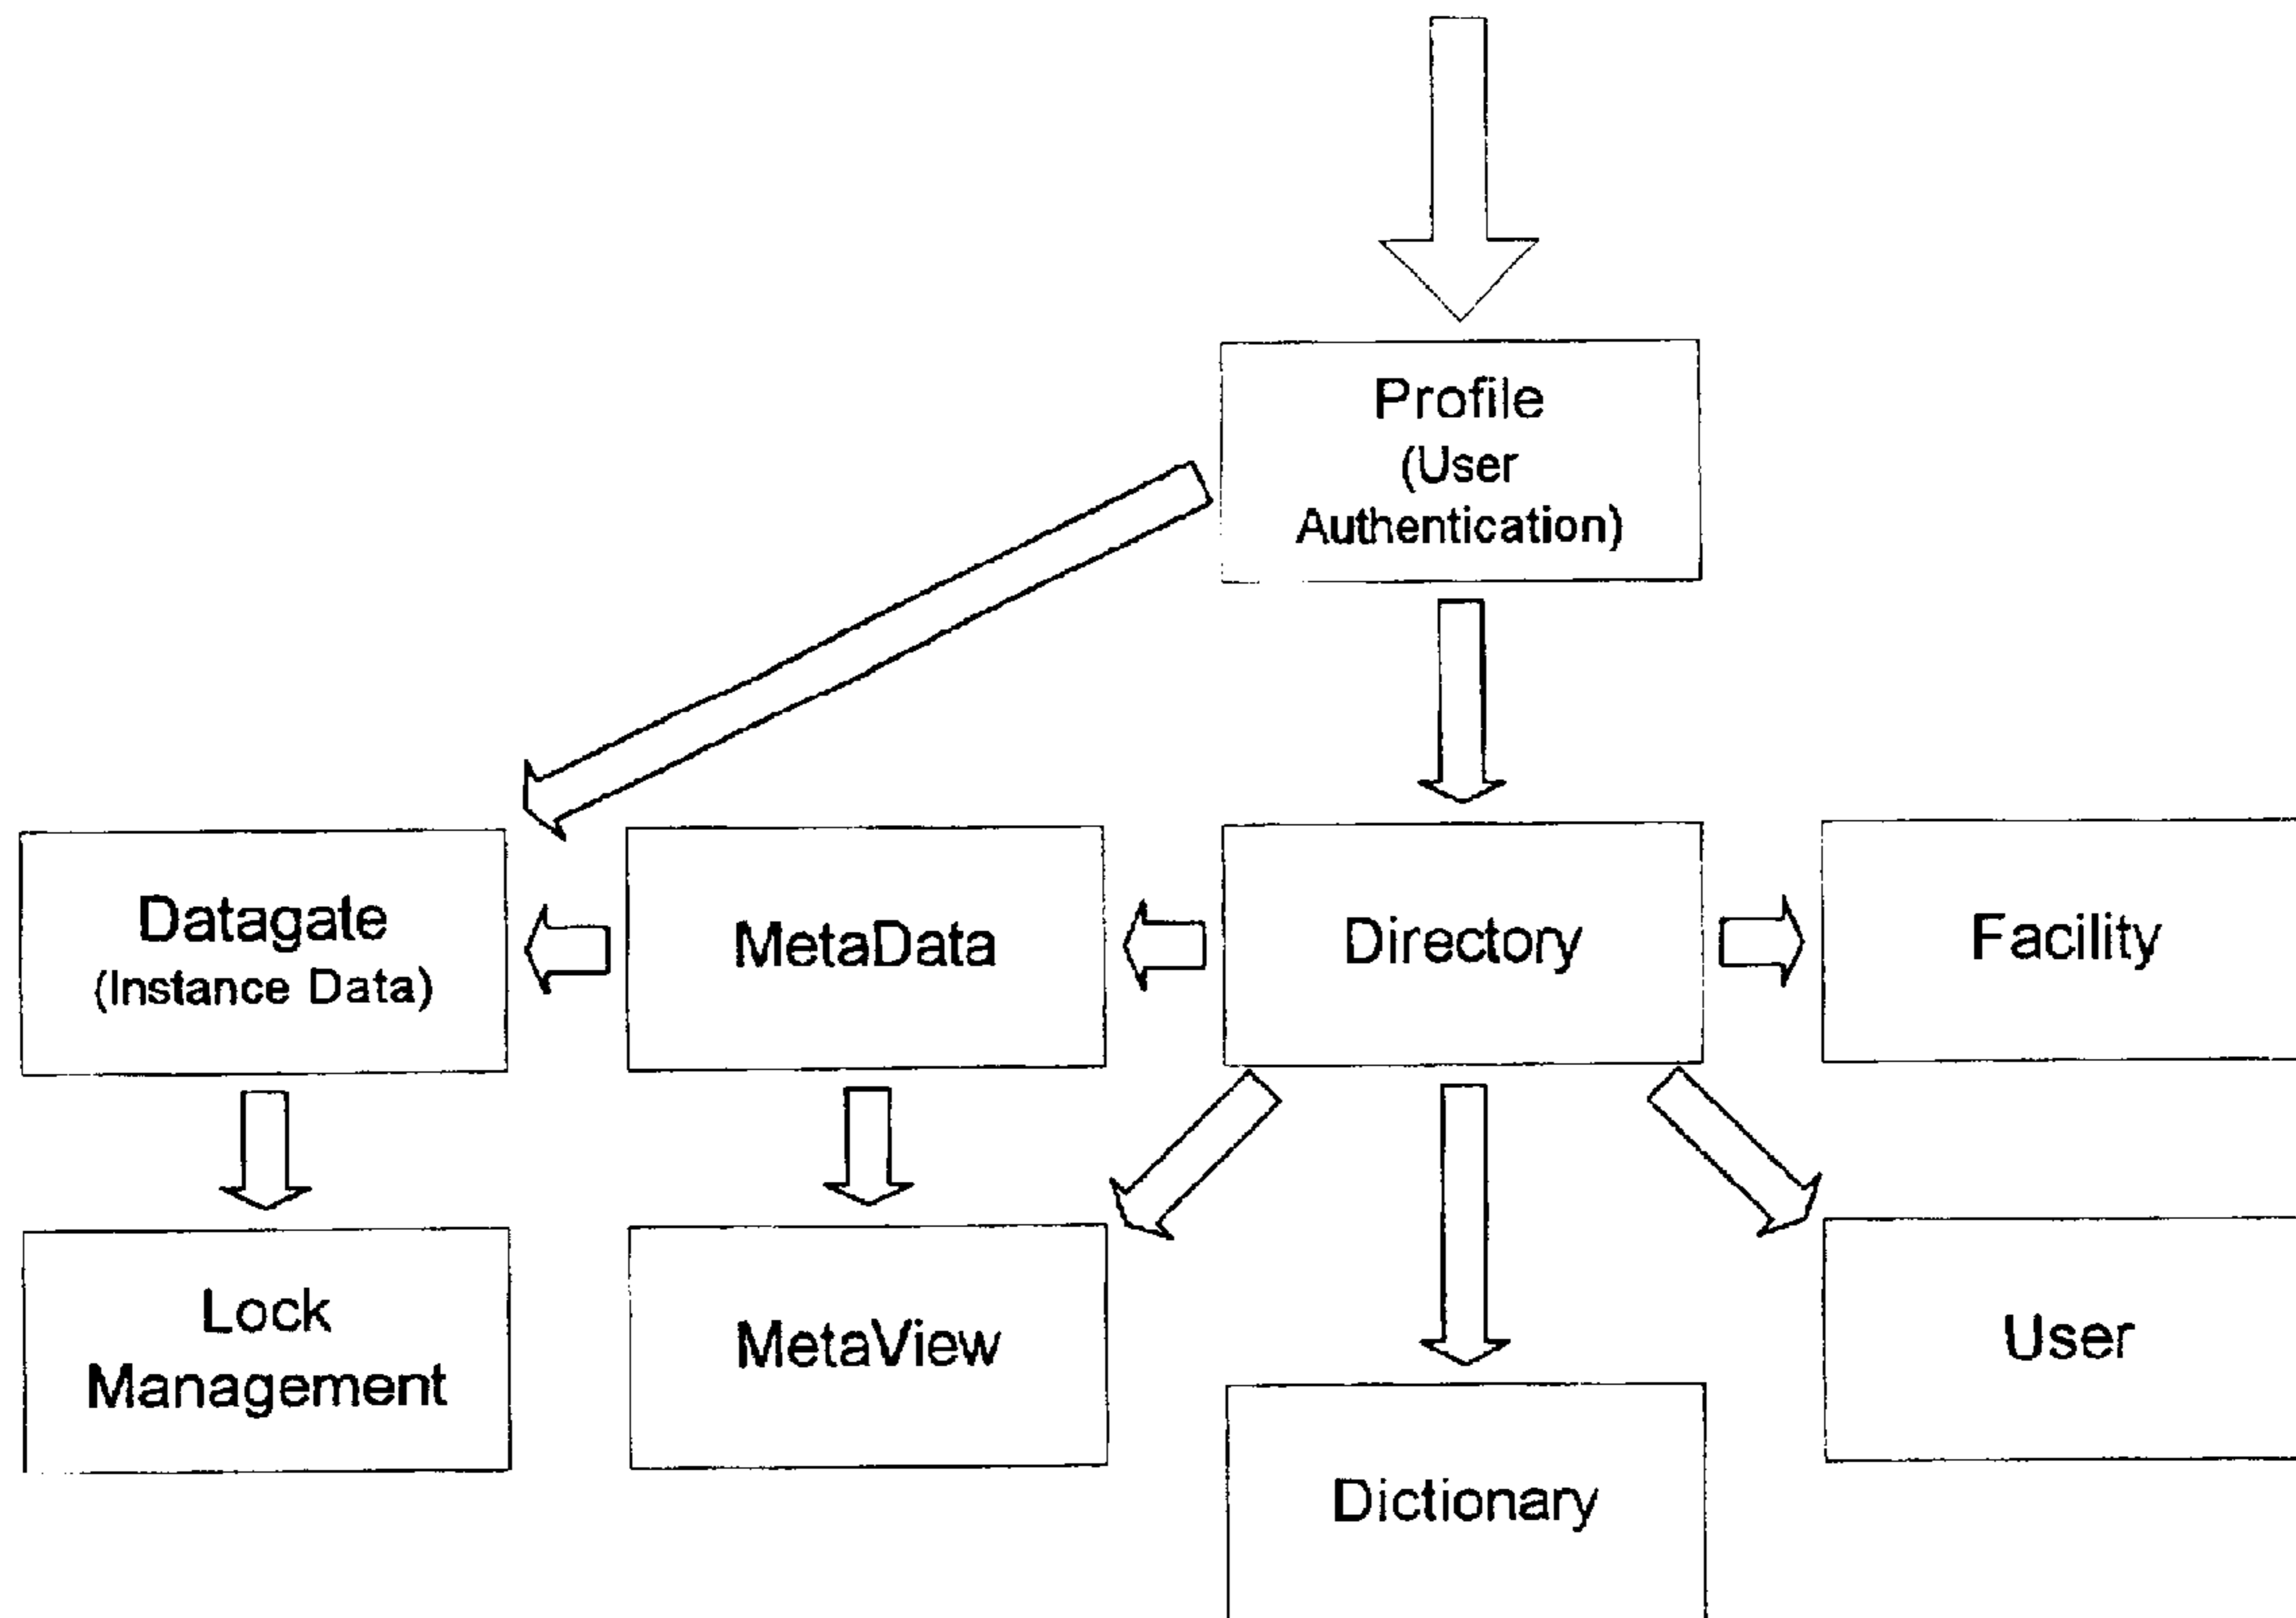 Profile
(User
Authentication)
Datagate
(Instance Data)
MetaData
Directory
Facility
Lock
Management
MetaView
User
Dictionary